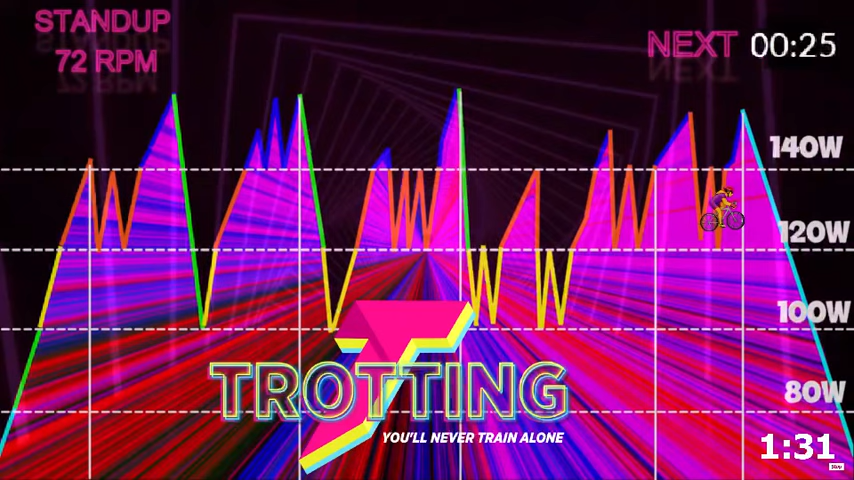 STANDUP
72 RPM
NEXT 00:25
140W
120W
100W
80W
T
TROTTING
YOU'LL NEVER TRAIN ALONE
1:31